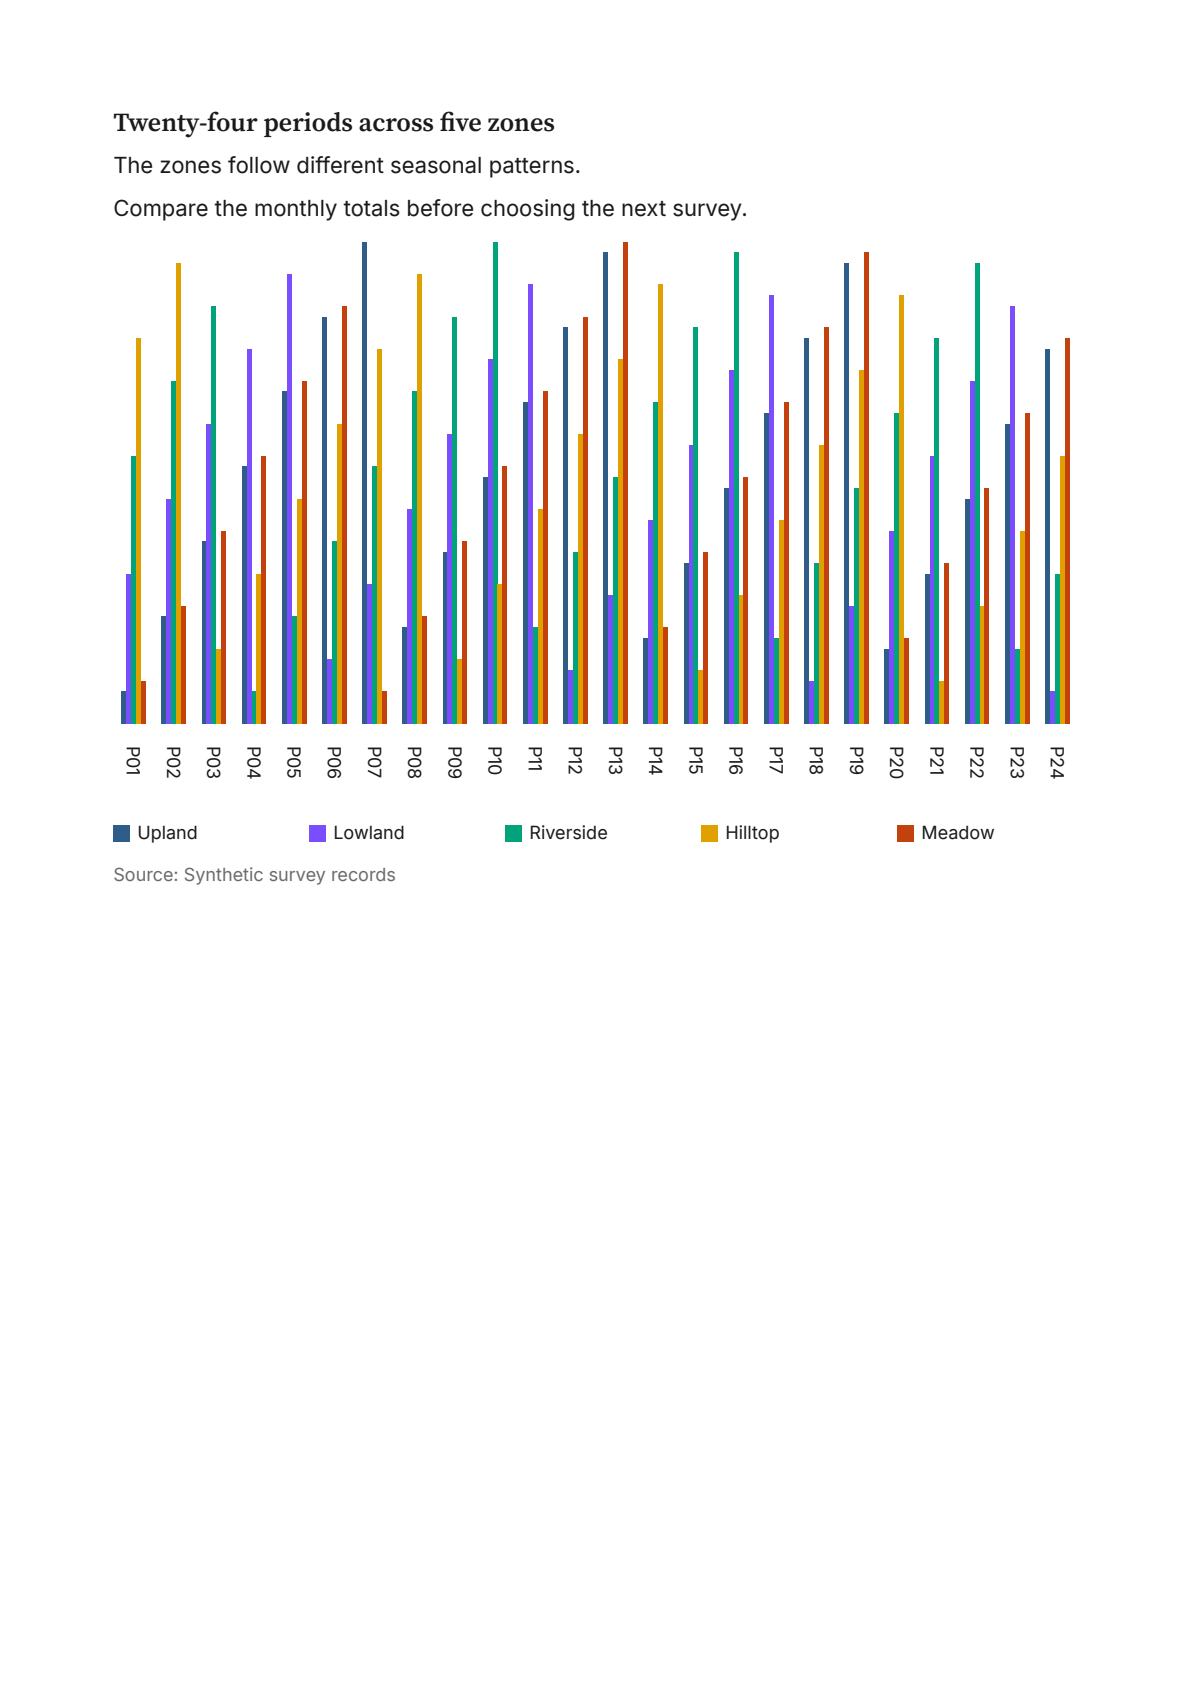 Twenty-four periods across five zones
The zones follow different seasonal patterns.
Compare the monthly totals before choosing the next survey.
P01 P02 P03 P04 P05 P06 P07 P08 P09 P10 P11 P12 P13 P14 P15 P16 P17 P18 P19 P20 P21 P22 P23 P24
Upland Lowland Riverside Hilltop Meadow
Source: Synthetic survey records